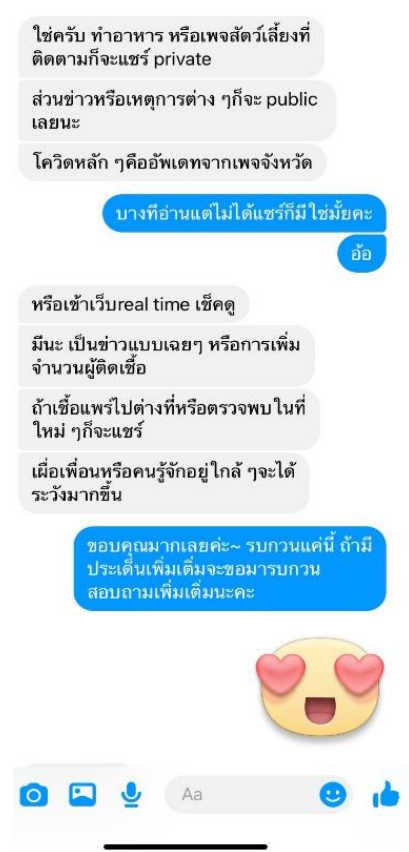 ใช่ครับ ทำอาหาร หรือเพจสัตว์เลี้ยงที่
ติดตามก็จะแชร์ private
ส่วนข่าวหรือเหตุการต่าง ๆก็จะ public
เลยนะ
โควิดหลัก ๆคืออัพเดทจากเพจจังหวัด
บางทีอ่านแต่ไม่ได้แชร์ก็มี ใช่มั้ยคะ
อ้อ
หรือเข้าเว็บreal time เช็คดู
มีนะ เป็นข่าวแบบเฉยๆ หรือการเพิ่ม
จำนวนผู้ติดเชื้อ
ถ้าเชื้อแพร่ไปต่างที่หรือตรวจพบในที่
ใหม่ ๆก็จะแชร์
เผื่อเพื่อนหรือคนรู้จักอยู่ใกล้ ๆจะได้
ระวังมากขึ้น
ขอบคุณมากเลยค่ะ~ รบกวนแค่นี้ ถ้ามี
ประเด็นเพิ่มเติ่มจะขอมารบกวน
สอบถามเพิ่มเติ่มนะคะ
Aa